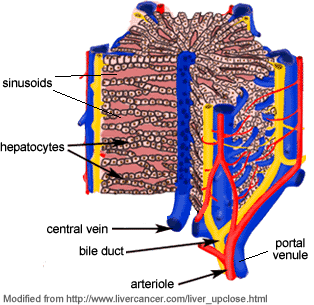 sinusoids
hepatocytes
central vein
bile duct
portal
venule
arteriole
Modified from http://www.livercancer.com/liver_upclose.html